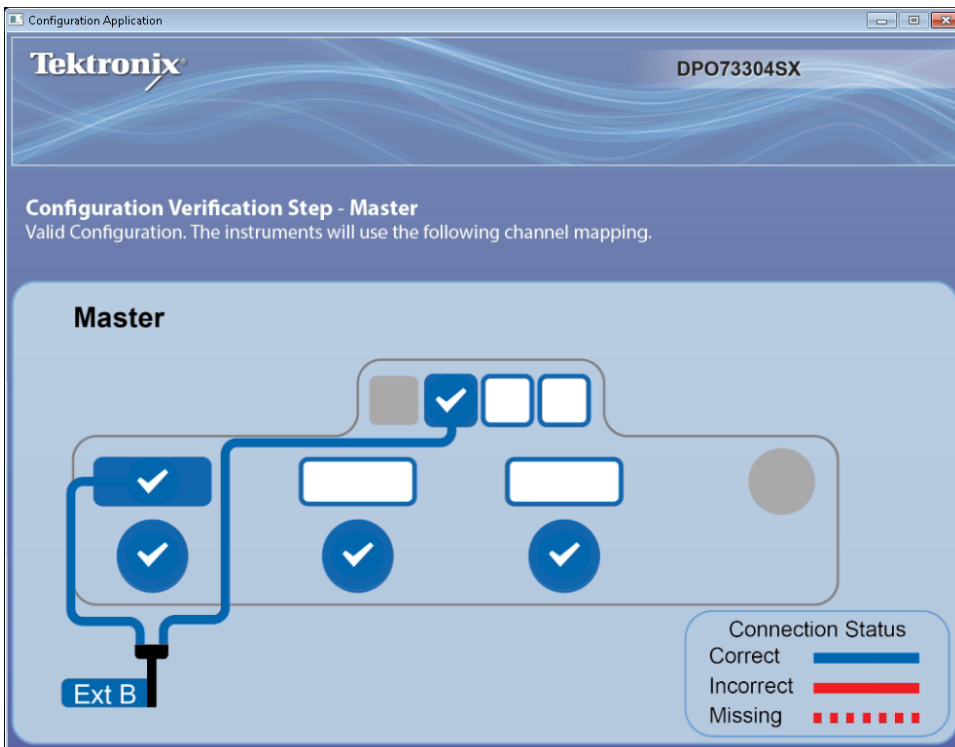 Configuration Application
Tektronix
DPO73304SX
Configuration Verification Step - Master
Valid Configuration. The instruments will use the following channel mapping.
Master
Ext B
Connection Status
Correct
Incorrect
Missing